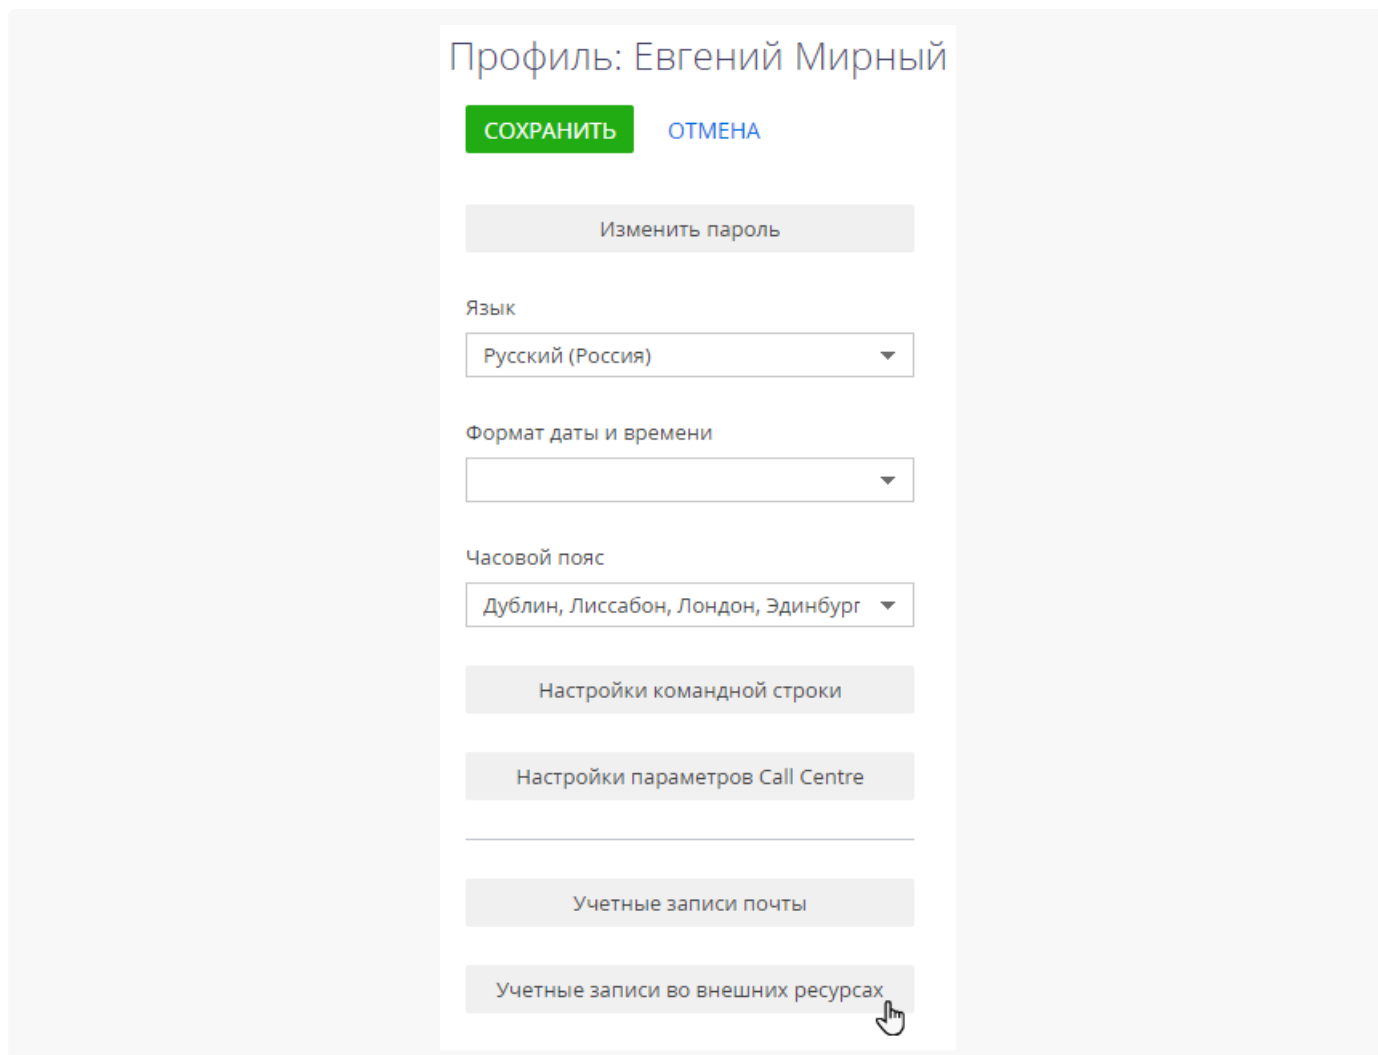 Профиль: Евгений Мирный
СОХРАНИТЬ ОТМЕНА
Изменить пароль
Язык
Русский (Россия)
Формат даты и времени
Часовой пояс
Дублин, Лиссабон, Лондон, Эдинбург
Настройки командной строки
Настройки параметров Call Centre
Учетные записи почты
Учетные записи во внешних ресурсах